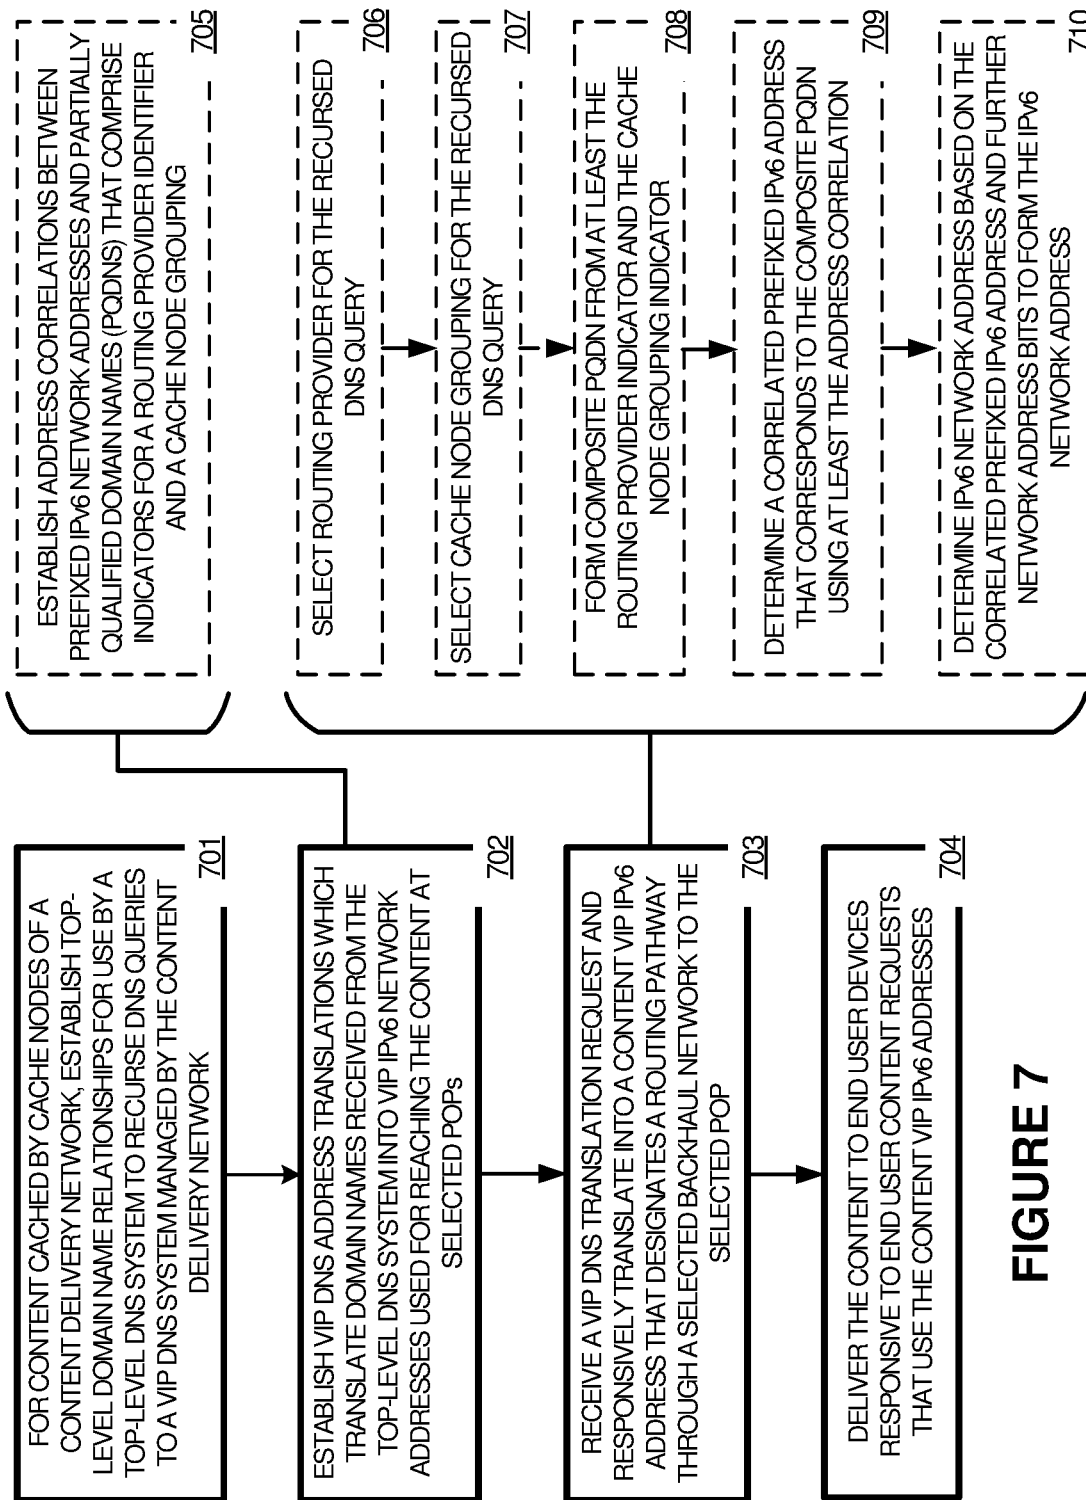 FOR CONTENT CACHED BY CACHE NODES OF A
CONTENT DELIVERY NETWORK, ESTABLISH TOP-
LEVEL DOMAIN NAME RELATIONSHIPS FOR USE BY A
TOP-LEVEL DNS SYSTEM TO RECURSE DNS QUERIES
TO A VIP DNS SYSTEM MANAGED BY THE CONTENT
DELIVERY NETWORK
701
ESTABLISH VIP DNS ADDRESS TRANSLATIONS WHICH
TRANSLATE DOMAIN NAMES RECEIVED FROM THE
TOP-LEVEL DNS SYSTEM INTO VIP IPv6 NETWORK
ADDRESSES USED FOR REACHING THE CONTENT AT
SELECTED POPs
702
RECEIVE A VIP DNS TRANSLATION REQUEST AND
RESPONSIVELY TRANSLATE INTO A CONTENT VIP IPv6
ADDRESS THAT DESIGNATES A ROUTING PATHWAY
THROUGH A SELECTED BACKHAUL NETWORK TO THE
SELECTED POP
703
DELIVER THE CONTENT TO END USER DEVICES
RESPONSIVE TO END USER CONTENT REQUESTS
THAT USE THE CONTENT VIP IPv6 ADDRESSES
704
ESTABLISH ADDRESS CORRELATIONS BETWEEN
PREFIXED IPv6 NETWORK ADDRESSES AND PARTIALLY
QUALIFIED DOMAIN NAMES (PQDNS) THAT COMPRISE
INDICATORS FOR A ROUTING PROVIDER IDENTIFIER
AND A CACHE NODE GROUPING
705
SELECT ROUTING PROVIDER FOR THE RECURSED
DNS QUERY
706
SELECT CACHE NODE GROUPING FOR THE RECURSED
DNS QUERY
707
FORM COMPOSITE PQDN FROM AT LEAST THE
ROUTING PROVIDER INDICATOR AND THE CACHE
NODE GROUPING INDICATOR
708
DETERMINE A CORRELATED PREFIXED IPv6 ADDRESS
THAT CORRESPONDS TO THE COMPOSITE PQDN
USING AT LEAST THE ADDRESS CORRELATION
709
DETERMINE IPv6 NETWORK ADDRESS BASED ON THE
CORRELATED PREFIXED IPv6 ADDRESS AND FURTHER
NETWORK ADDRESS BITS TO FORM THE IPv6
NETWORK ADDRESS
710
FIGURE 7